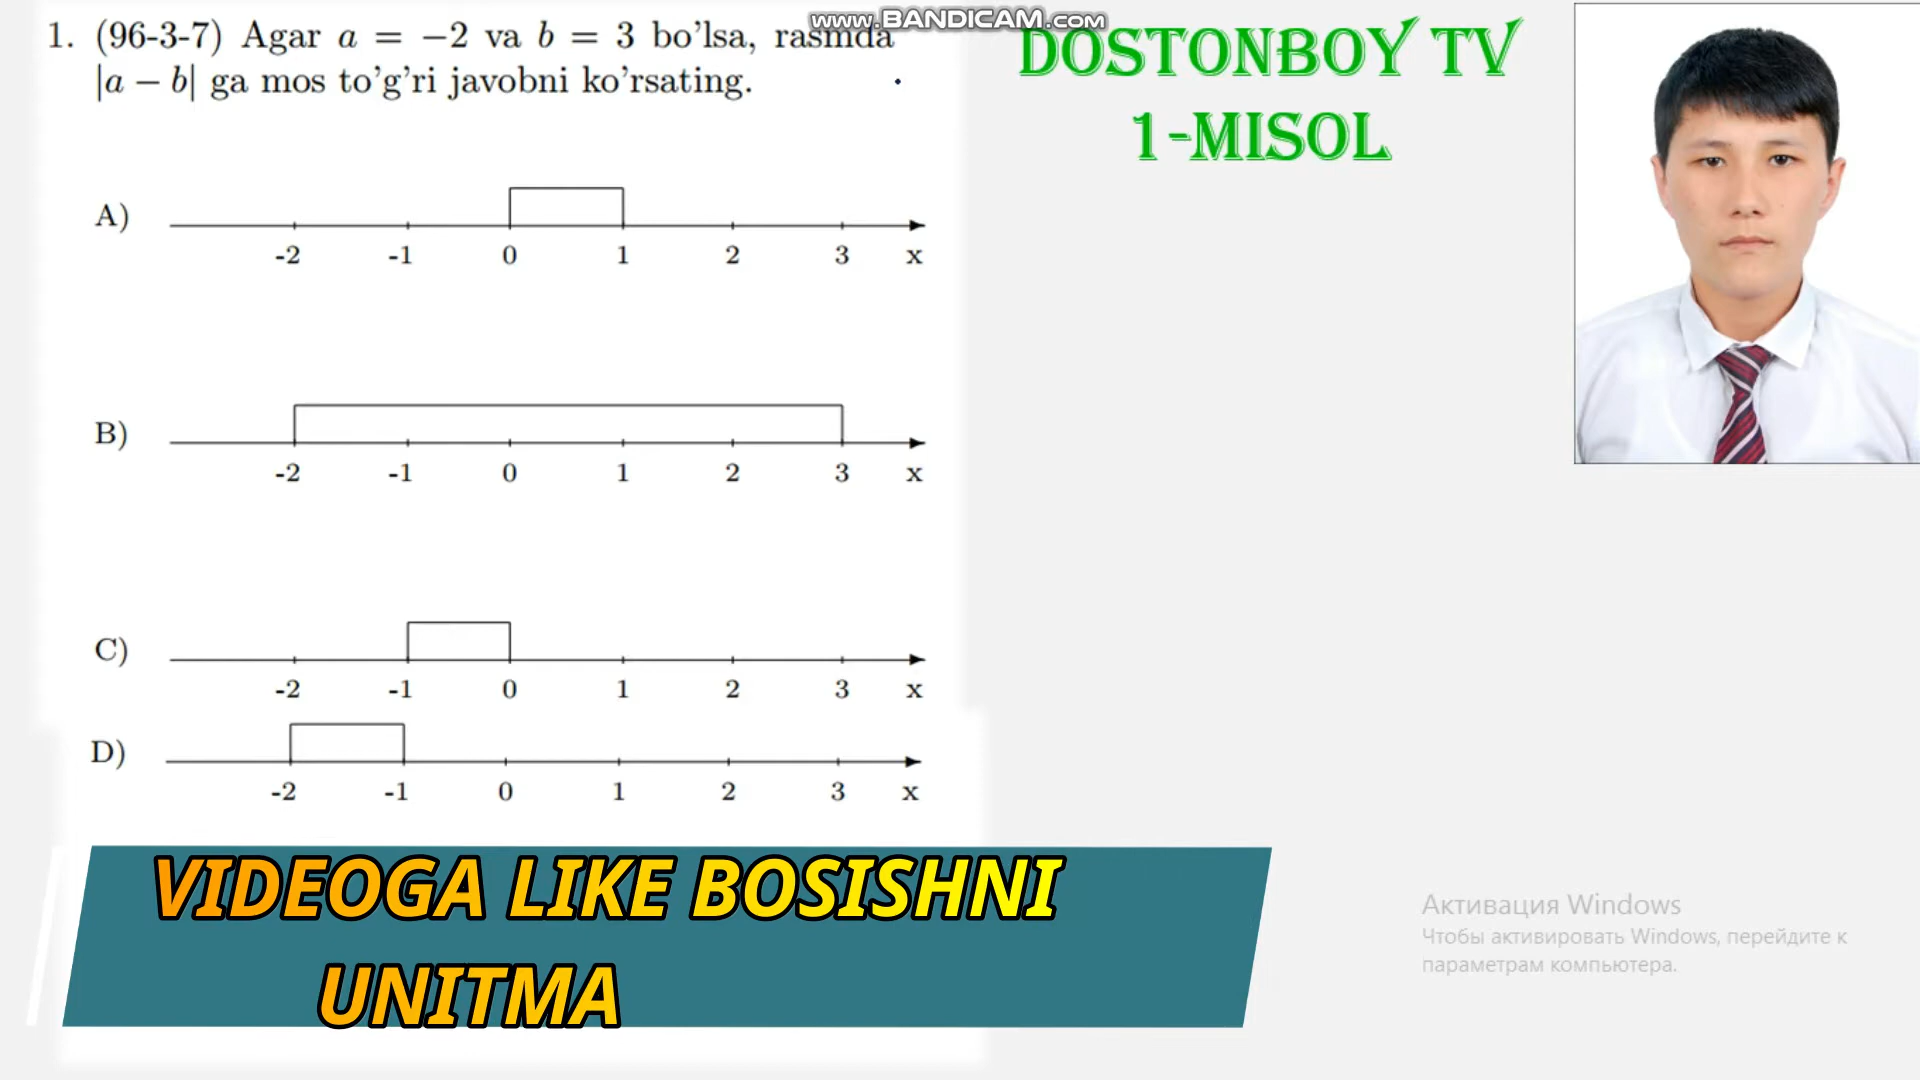 www.BANDICAM.com
1. (96-3-7) Agar a = −2 va b = 3 bo'lsa, rasmda
|a − b| ga mos to'g'ri javobni ko'rsating.
DOSTONBOY TV
1-MISOL
A)
-2 -1 0 1 2 3 x
B)
-2 -1 0 1 2 3 x
C)
-2 -1 0 1 2 3 x
D)
-2 -1 0 1 2 3 x
VIDEOGA LIKE BOSISHNI
UNITMA
Активация Windows
Чтобы активировать Windows, перейдите к
параметрам компьютера.